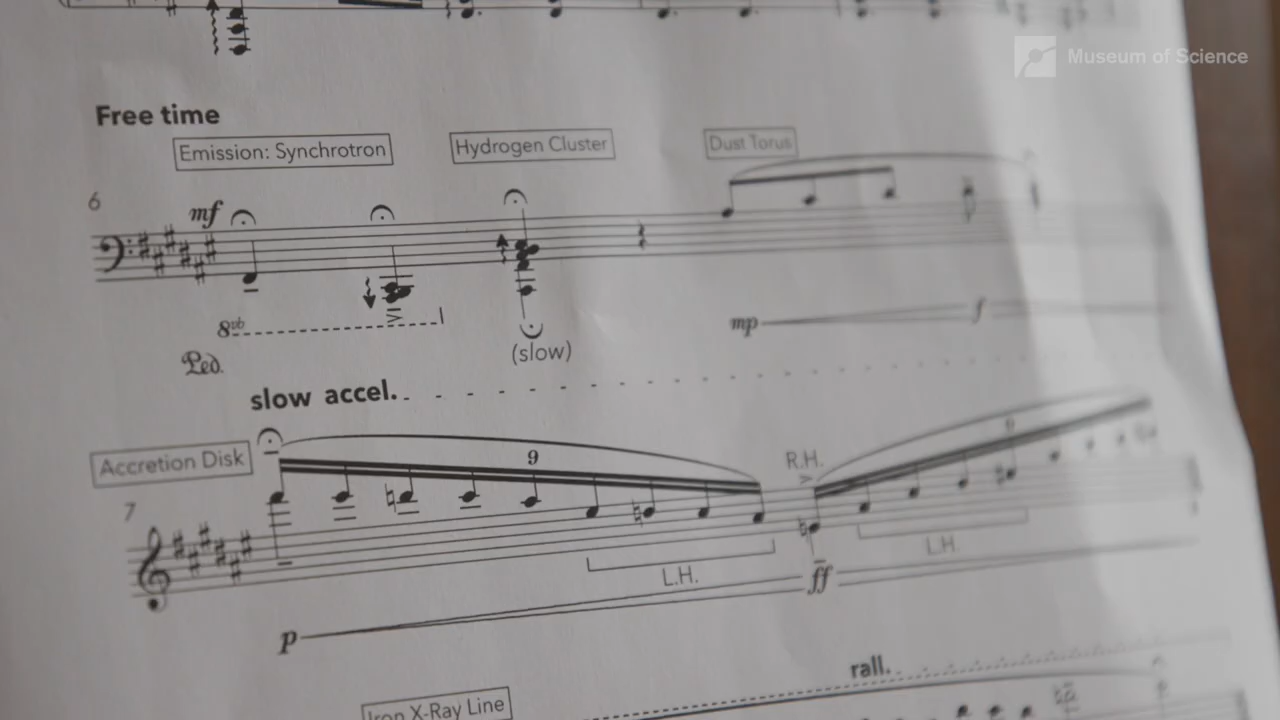 Museum of Science
Free time
Emission: Synchrotron
Hydrogen Cluster
Dust Torus
6
mf
8vb
Ped.
(slow)
mp
f
slow accel.
Accretion Disk
7
9
R.H.
9
L.H.
L.H.
p
ff
rall.
Iron X-Ray Line